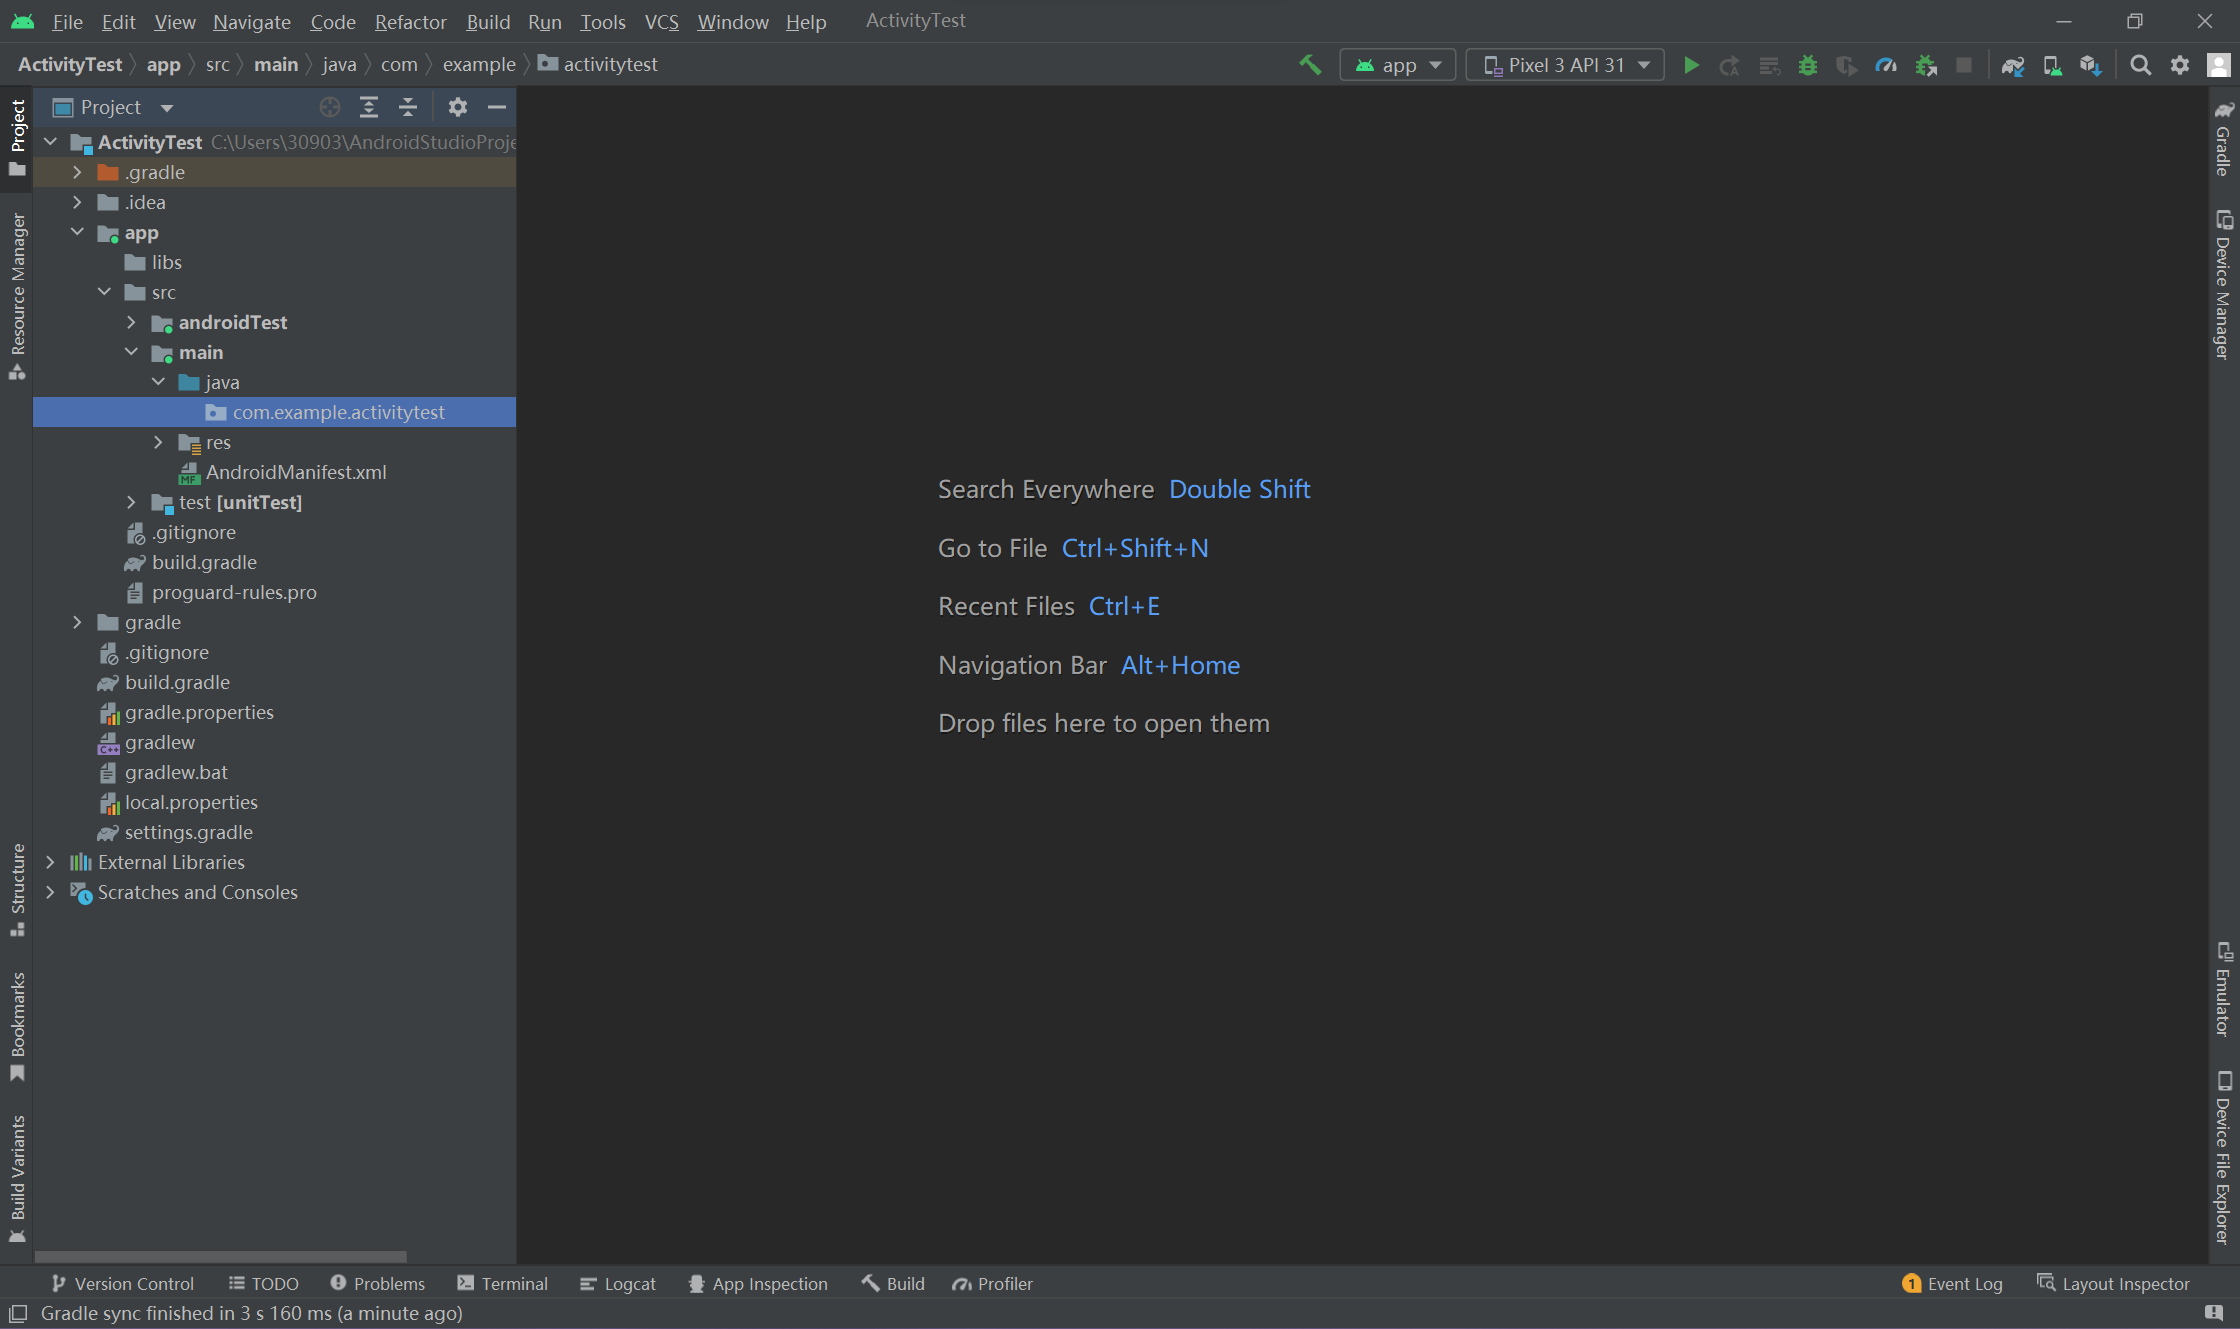 File Edit View Navigate Code Refactor Build Run Tools VCS Window Help ActivityTest
ActivityTest app src main java com example activitytest app Pixel 3 API 31
Project
ActivityTest C:\Users\30903\AndroidStudioProje
.gradle
.idea
app
libs
src
androidTest
main
java
com.example.activitytest
res
AndroidManifest.xml
test [unitTest]
.gitignore
build.gradle
proguard-rules.pro
gradle
.gitignore
build.gradle
gradle.properties
gradlew
gradlew.bat
local.properties
settings.gradle
External Libraries
Scratches and Consoles
Project
Resource Manager
Structure
Bookmarks
Build Variants
Search Everywhere Double Shift
Go to File Ctrl+Shift+N
Recent Files Ctrl+E
Navigation Bar Alt+Home
Drop files here to open them
Gradle
Device Manager
Emulator
Device File Explorer
Version Control TODO Problems Terminal Logcat App Inspection Build Profiler 1 Event Log Layout Inspector
Gradle sync finished in 3 s 160 ms (a minute ago)